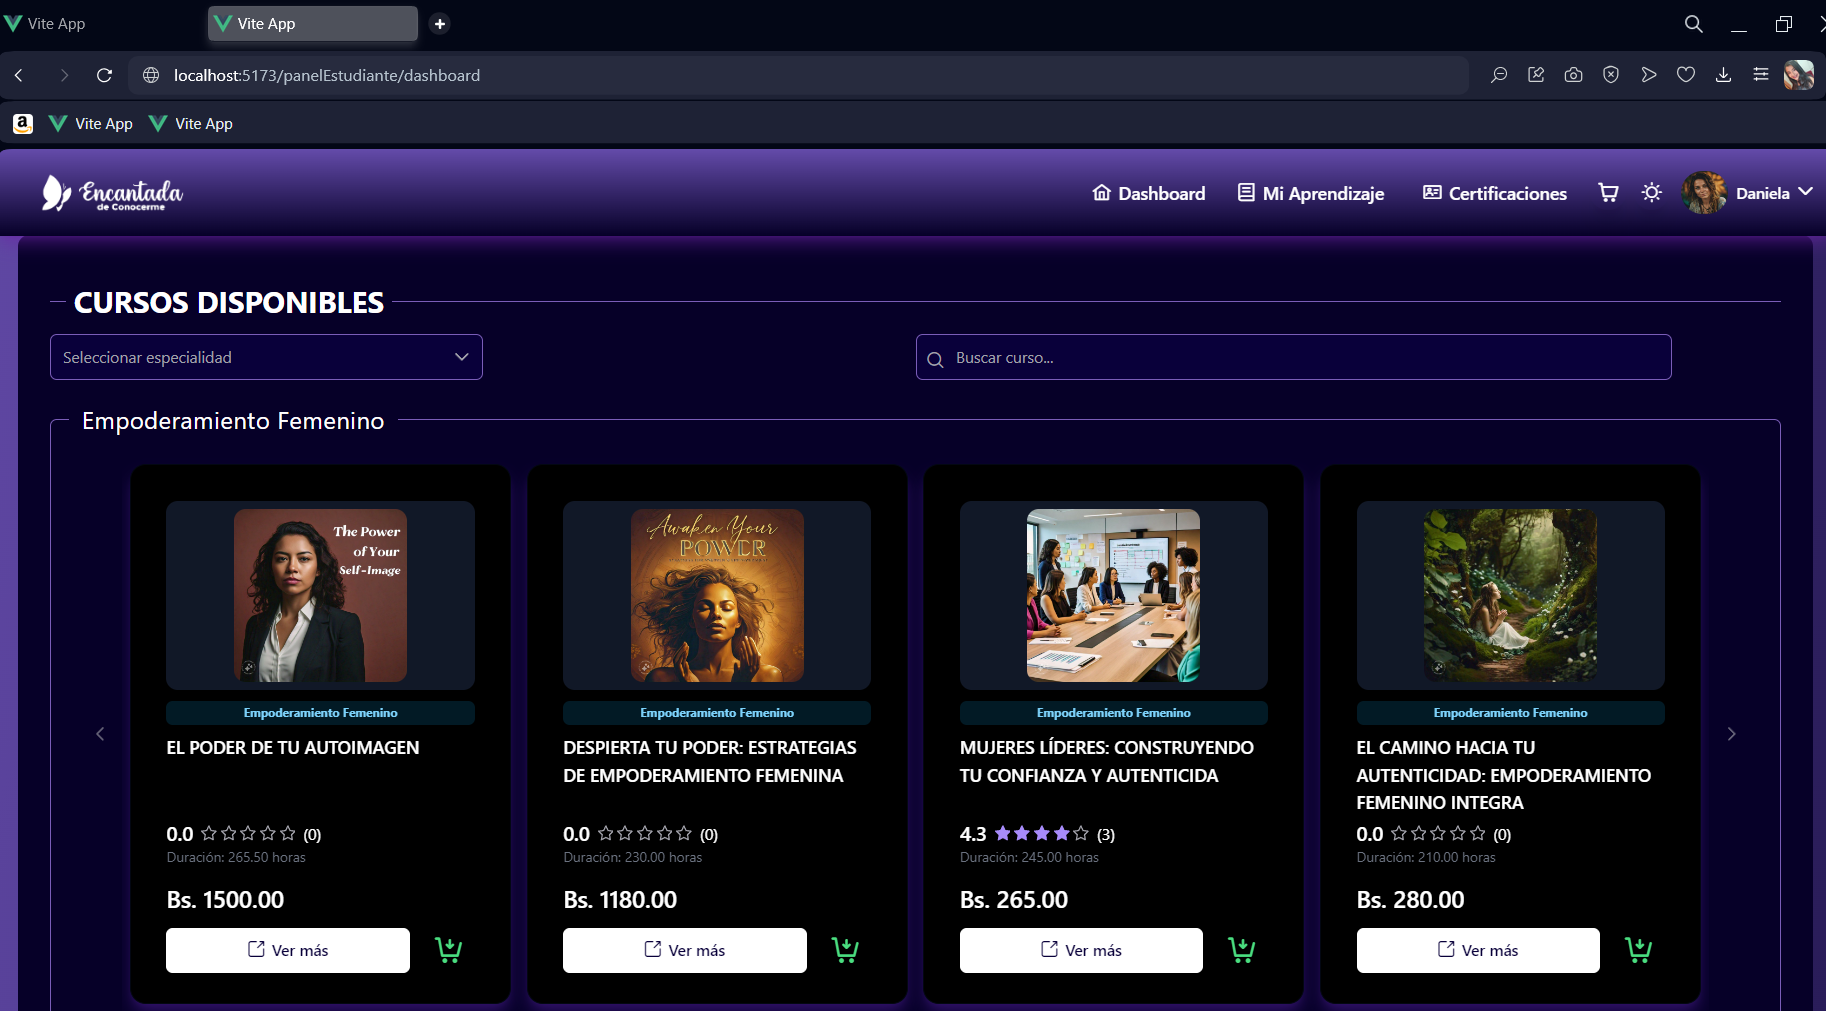 Vite App
Vite App
localhost:5173/panelEstudiante/dashboard
Vite App
Vite App
Encantada
de Conocerme
Dashboard
Mi Aprendizaje
Certificaciones
Daniela
CURSOS DISPONIBLES
Seleccionar especialidad
Buscar curso...
Empoderamiento Femenino
The Power
of Your
Self-Image
Empoderamiento Femenino
EL PODER DE TU AUTOIMAGEN
0.0 (0)
Duración: 265.50 horas
Bs. 1500.00
Ver más
Awaken Your
POWER
Empoderamiento Femenino
DESPIERTA TU PODER: ESTRATEGIAS
DE EMPODERAMIENTO FEMENINA
0.0 (0)
Duración: 230.00 horas
Bs. 1180.00
Ver más
Empoderamiento Femenino
MUJERES LÍDERES: CONSTRUYENDO
TU CONFIANZA Y AUTENTICIDA
4.3 (3)
Duración: 245.00 horas
Bs. 265.00
Ver más
Empoderamiento Femenino
EL CAMINO HACIA TU
AUTENTICIDAD: EMPODERAMIENTO
FEMENINO INTEGRA
0.0 (0)
Duración: 210.00 horas
Bs. 280.00
Ver más